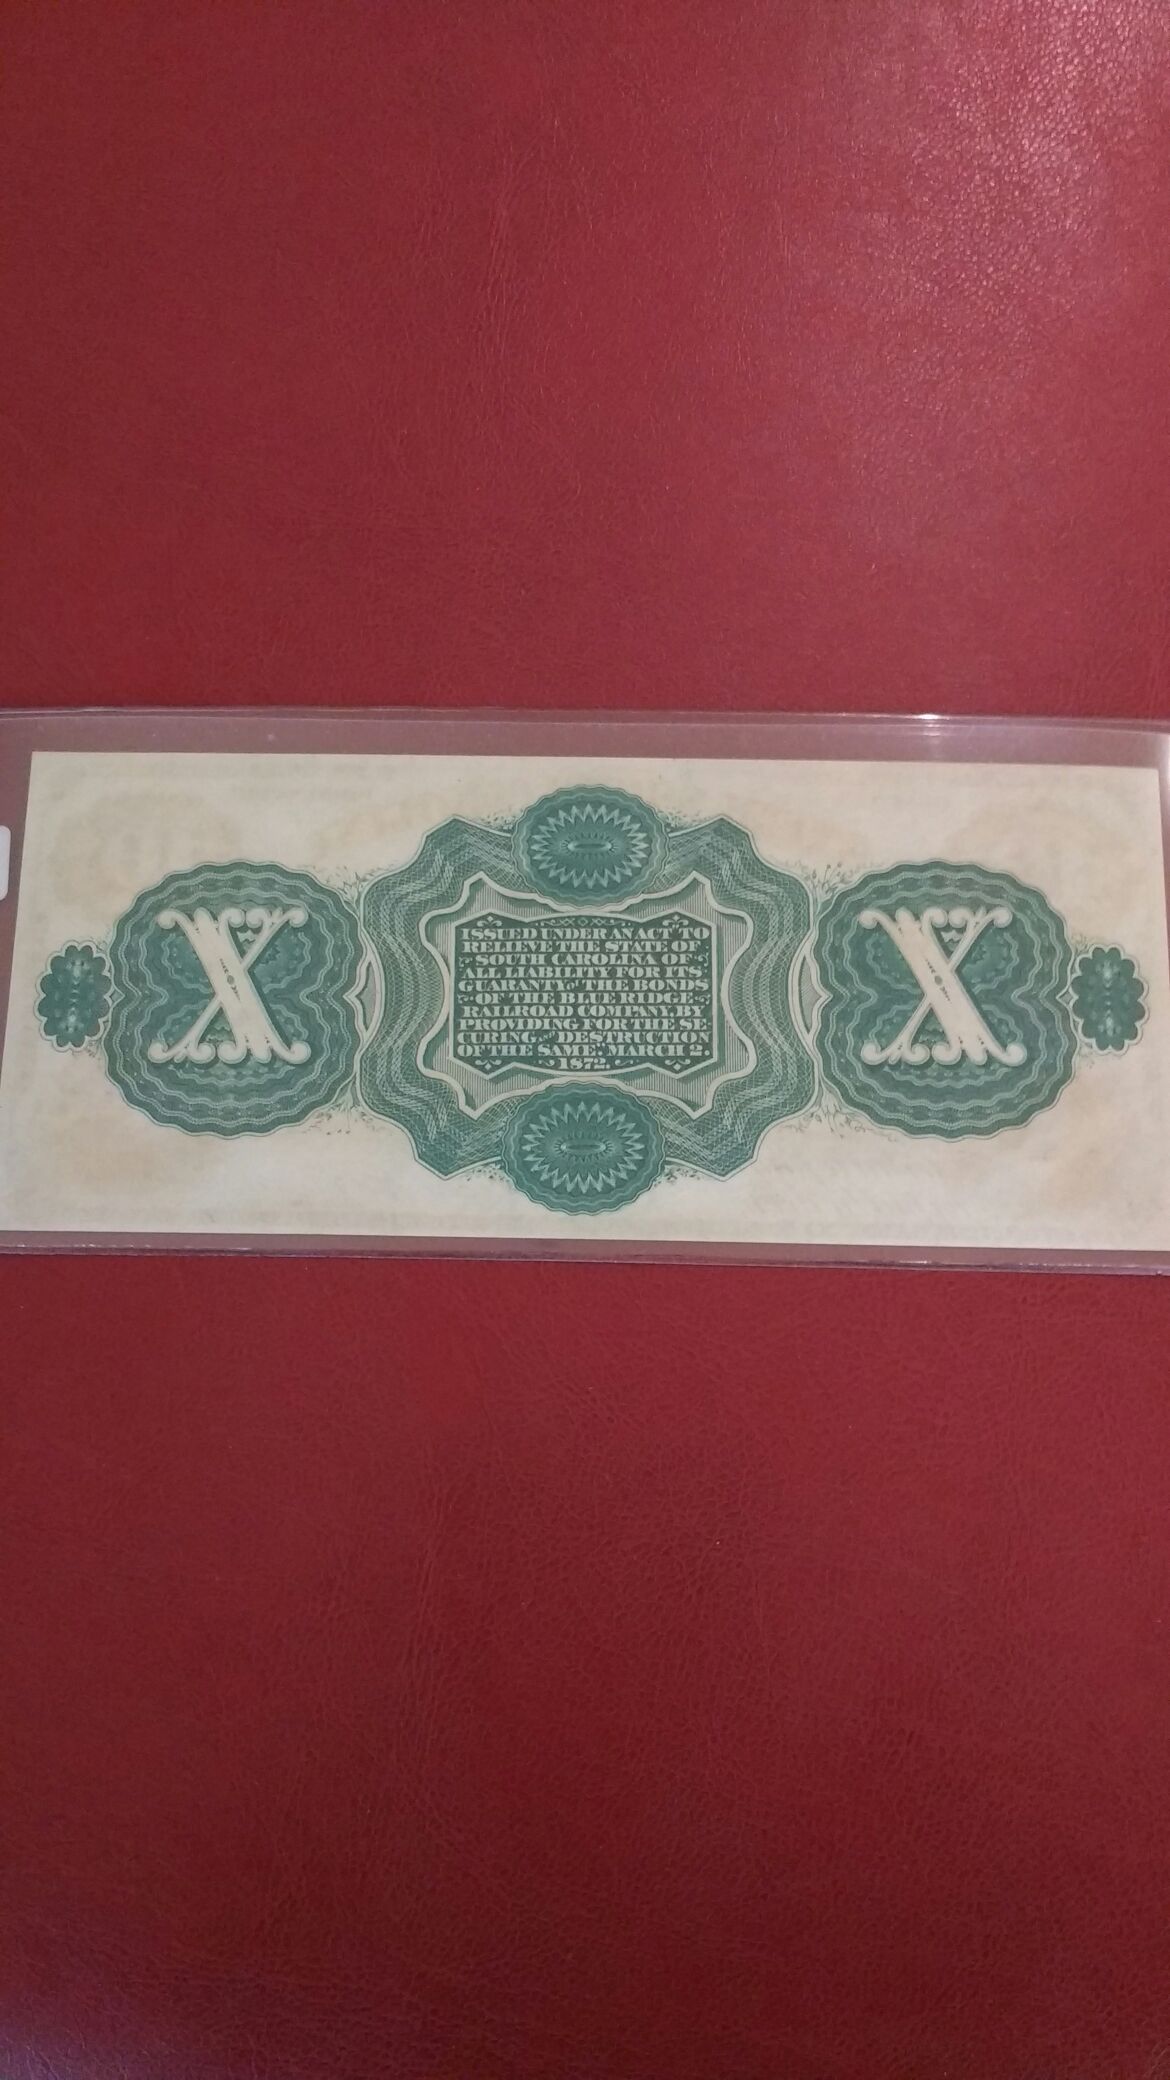 ISSUED UNDER AN ACT TO
RELIEVE THE STATE OF
SOUTH CAROLINA OF
ALL LIABILITY FOR ITS
GUARANTY OF THE BONDS
OF THE BLUE RIDGE
RAILROAD COMPANY, BY
PROVIDING FOR THE SE-
CURING AND DESTRUCTION
OF THE SAME. MARCH 2.
1872.
X
X